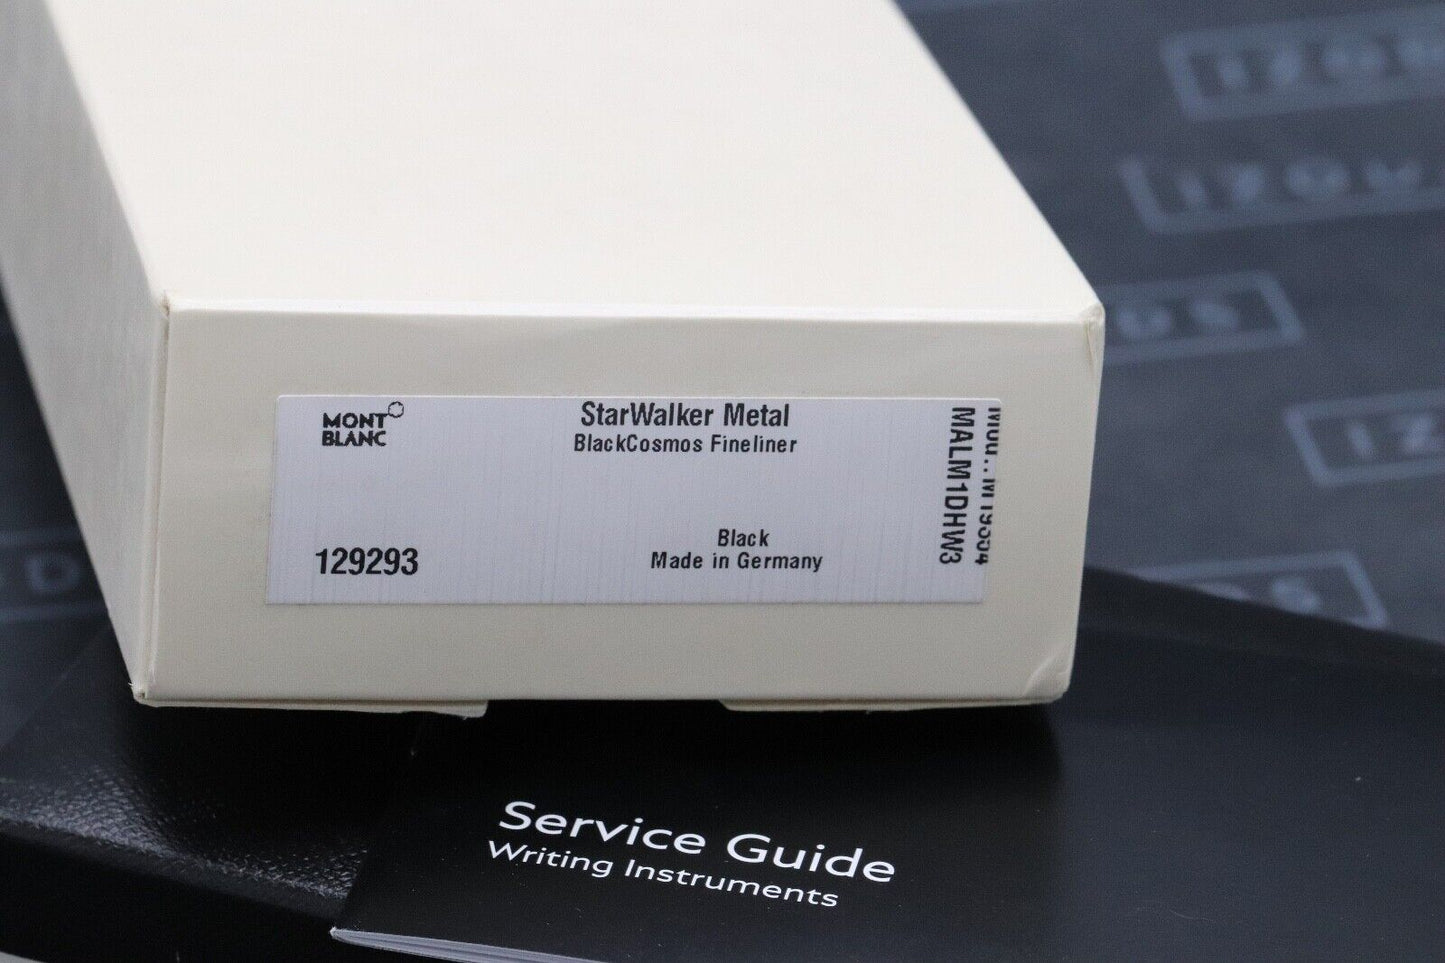 MONT
BLANC
StarWalker Metal
BlackCosmos Fineliner
129293
Black
Made in Germany
MALM1DHW3
Service Guide
Writing Instruments